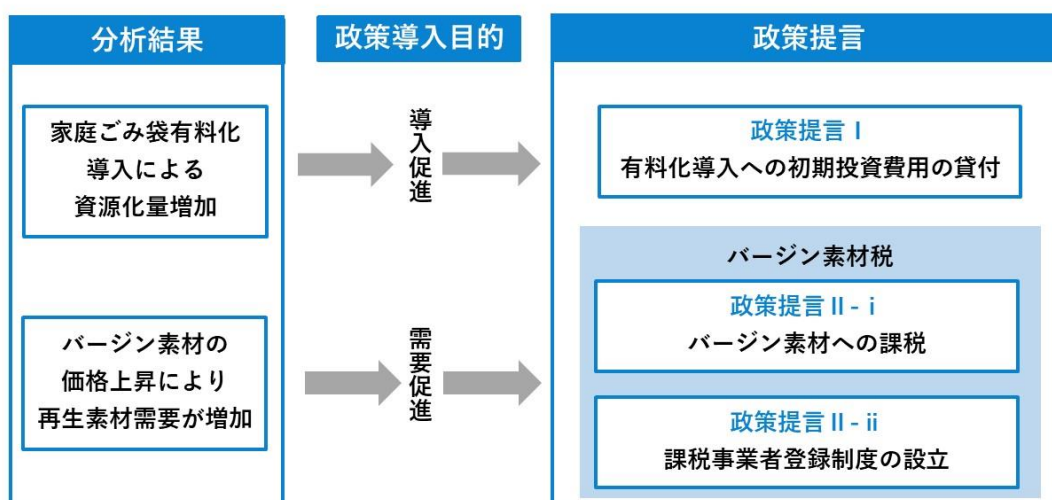 分析結果
政策導入目的
政策提言
家庭ごみ袋有料化
導入による
資源化量増加
導入促進
政策提言 I
有料化導入への初期投資費用の貸付
バージン素材税
バージン素材の
価格上昇により
再生素材需要が増加
需要促進
政策提言 II - i
バージン素材への課税
政策提言 II - ii
課税事業者登録制度の設立